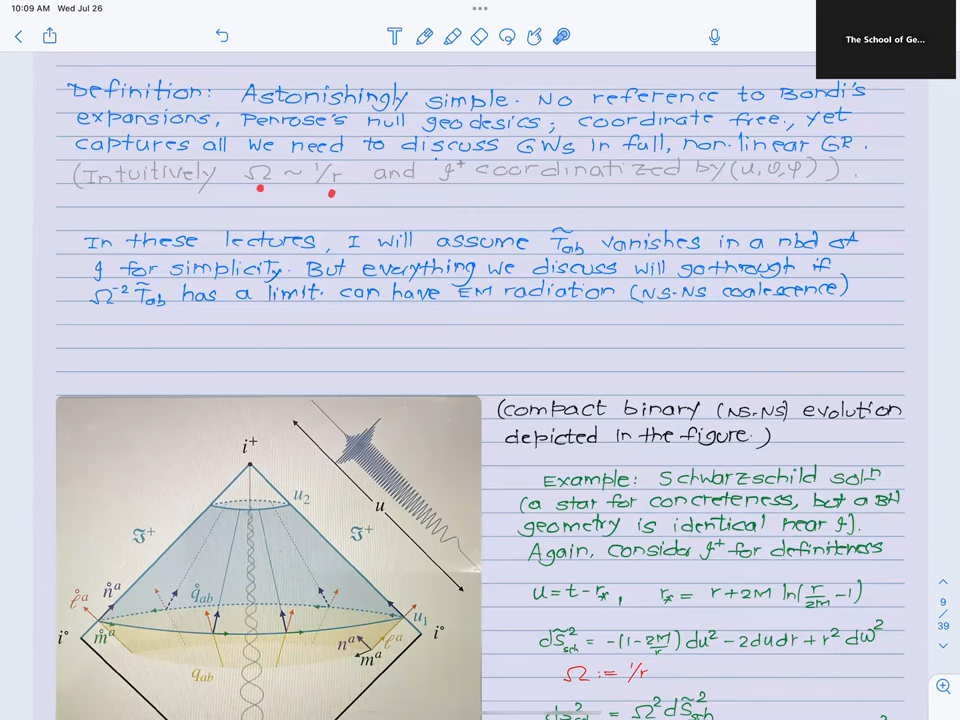 10:09 AM Wed Jul 26
The School of Ge...
Definition: Astonishingly simple. No reference to Bondi's
expansions, Penrose's null geodesics; coordinate free, yet
captures all we need to discuss GWs in full, non-linear GR.
(Intuitively Ω ~ 1/r and 𝓘⁺ coordinatized by (u,θ,φ)).
In these lectures, I will assume T̃ab vanishes in a nbd of
𝓘 for simplicity. But everything we discuss will go through if
Ω⁻² T̃ab has a limit. can have EM radiation (NS-NS coalescence)
(compact binary (NS-NS) evolution
depicted in the figure.)
Example: Schwarzschild solⁿ
(a star for concreteness, but a BH
geometry is identical near 𝓘).
Again, consider 𝓘⁺ for definiteness
u = t - r*, r* = r + 2M ln(r/2M - 1)
ds̃²sch = -(1-2M/r) du² - 2du dr + r² dω²
Ω := 1/r
ds²sch = Ω² ds̃²sch
i⁺
u₂
u
ℑ⁺
ℑ⁺
n̊ᵃ
q̊ab
ℓ̊ᵃ
u₁
m̊ᵃ
i°
i°
nᵃ
ℓᵃ
mᵃ
qab
9
/
39